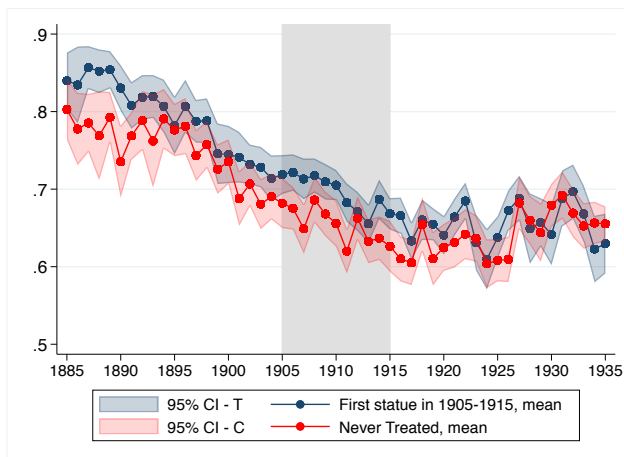 .9
.8
.7
.6
.5
1885 1890 1895 1900 1905 1910 1915 1920 1925 1930 1935
95% CI - T First statue in 1905-1915, mean
95% CI - C Never Treated, mean